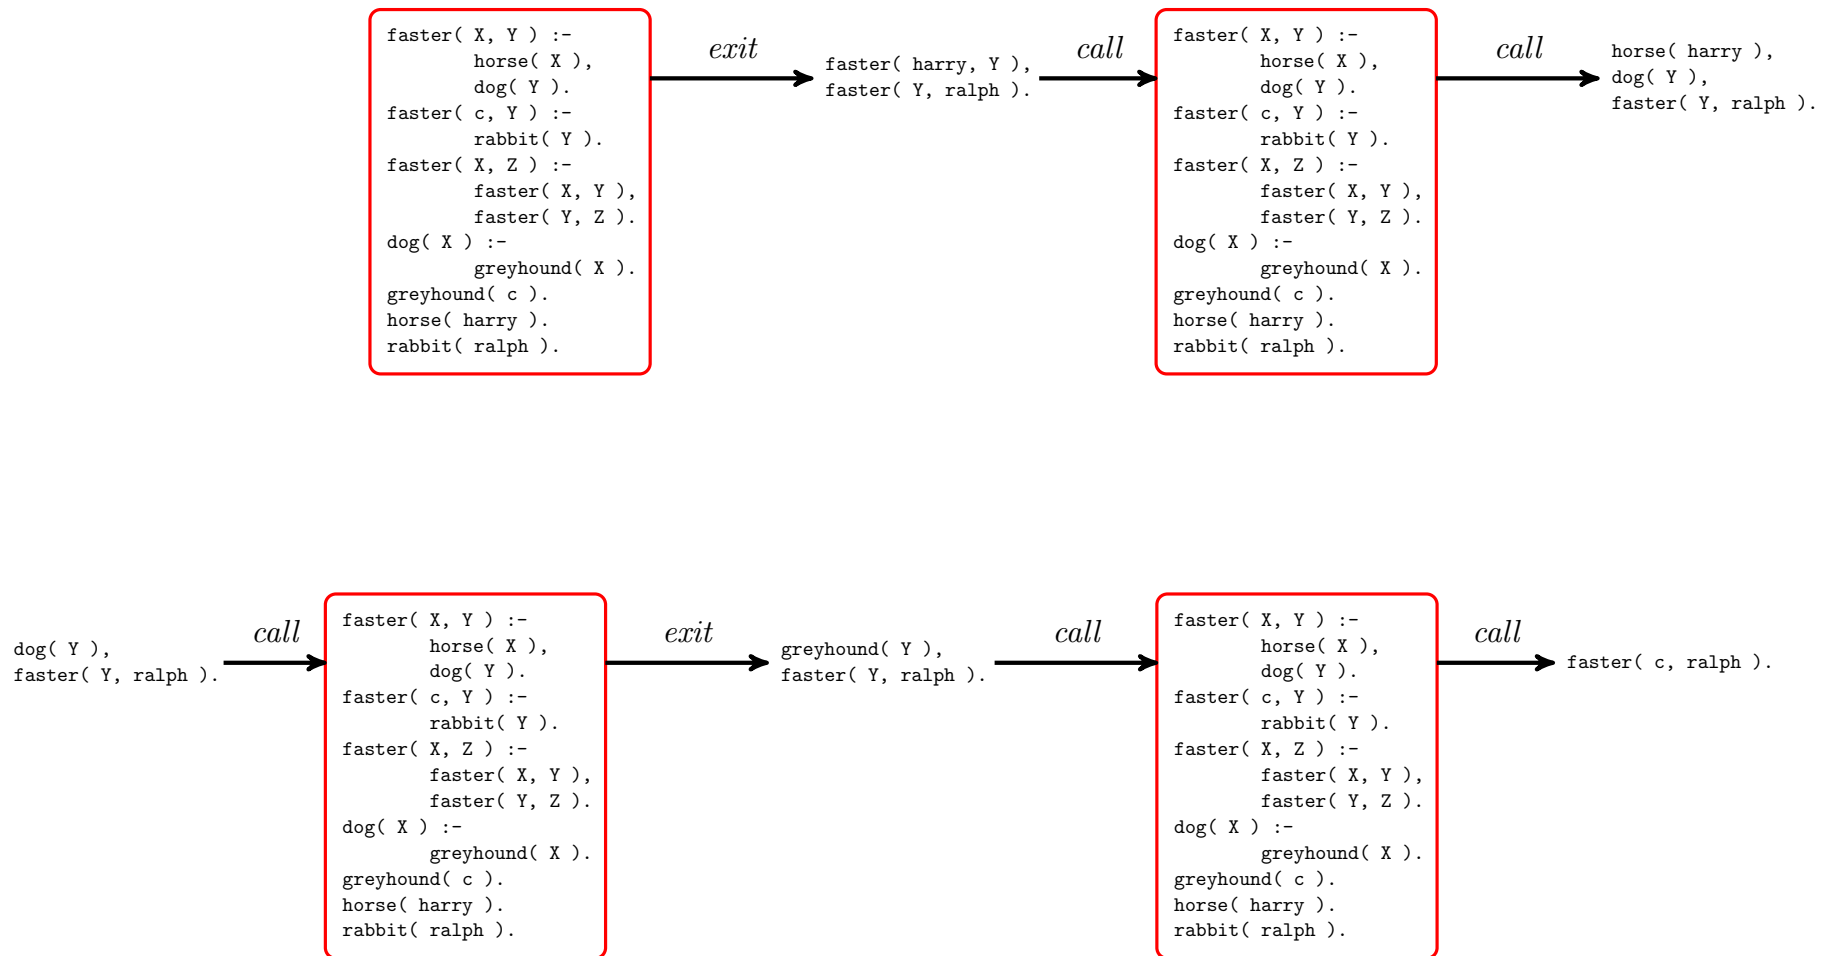 faster( X, Y ) :-
horse( X ),
dog( Y ).
faster( c, Y ) :-
rabbit( Y ).
faster( X, Z ) :-
faster( X, Y ),
faster( Y, Z ).
dog( X ) :-
greyhound( X ).
greyhound( c ).
horse( harry ).
rabbit( ralph ).
exit
faster( harry, Y ),
faster( Y, ralph ).
call
faster( X, Y ) :-
horse( X ),
dog( Y ).
faster( c, Y ) :-
rabbit( Y ).
faster( X, Z ) :-
faster( X, Y ),
faster( Y, Z ).
dog( X ) :-
greyhound( X ).
greyhound( c ).
horse( harry ).
rabbit( ralph ).
call
horse( harry ),
dog( Y ),
faster( Y, ralph ).
dog( Y ),
faster( Y, ralph ).
call
faster( X, Y ) :-
horse( X ),
dog( Y ).
faster( c, Y ) :-
rabbit( Y ).
faster( X, Z ) :-
faster( X, Y ),
faster( Y, Z ).
dog( X ) :-
greyhound( X ).
greyhound( c ).
horse( harry ).
rabbit( ralph ).
exit
greyhound( Y ),
faster( Y, ralph ).
call
faster( X, Y ) :-
horse( X ),
dog( Y ).
faster( c, Y ) :-
rabbit( Y ).
faster( X, Z ) :-
faster( X, Y ),
faster( Y, Z ).
dog( X ) :-
greyhound( X ).
greyhound( c ).
horse( harry ).
rabbit( ralph ).
call
faster( c, ralph ).